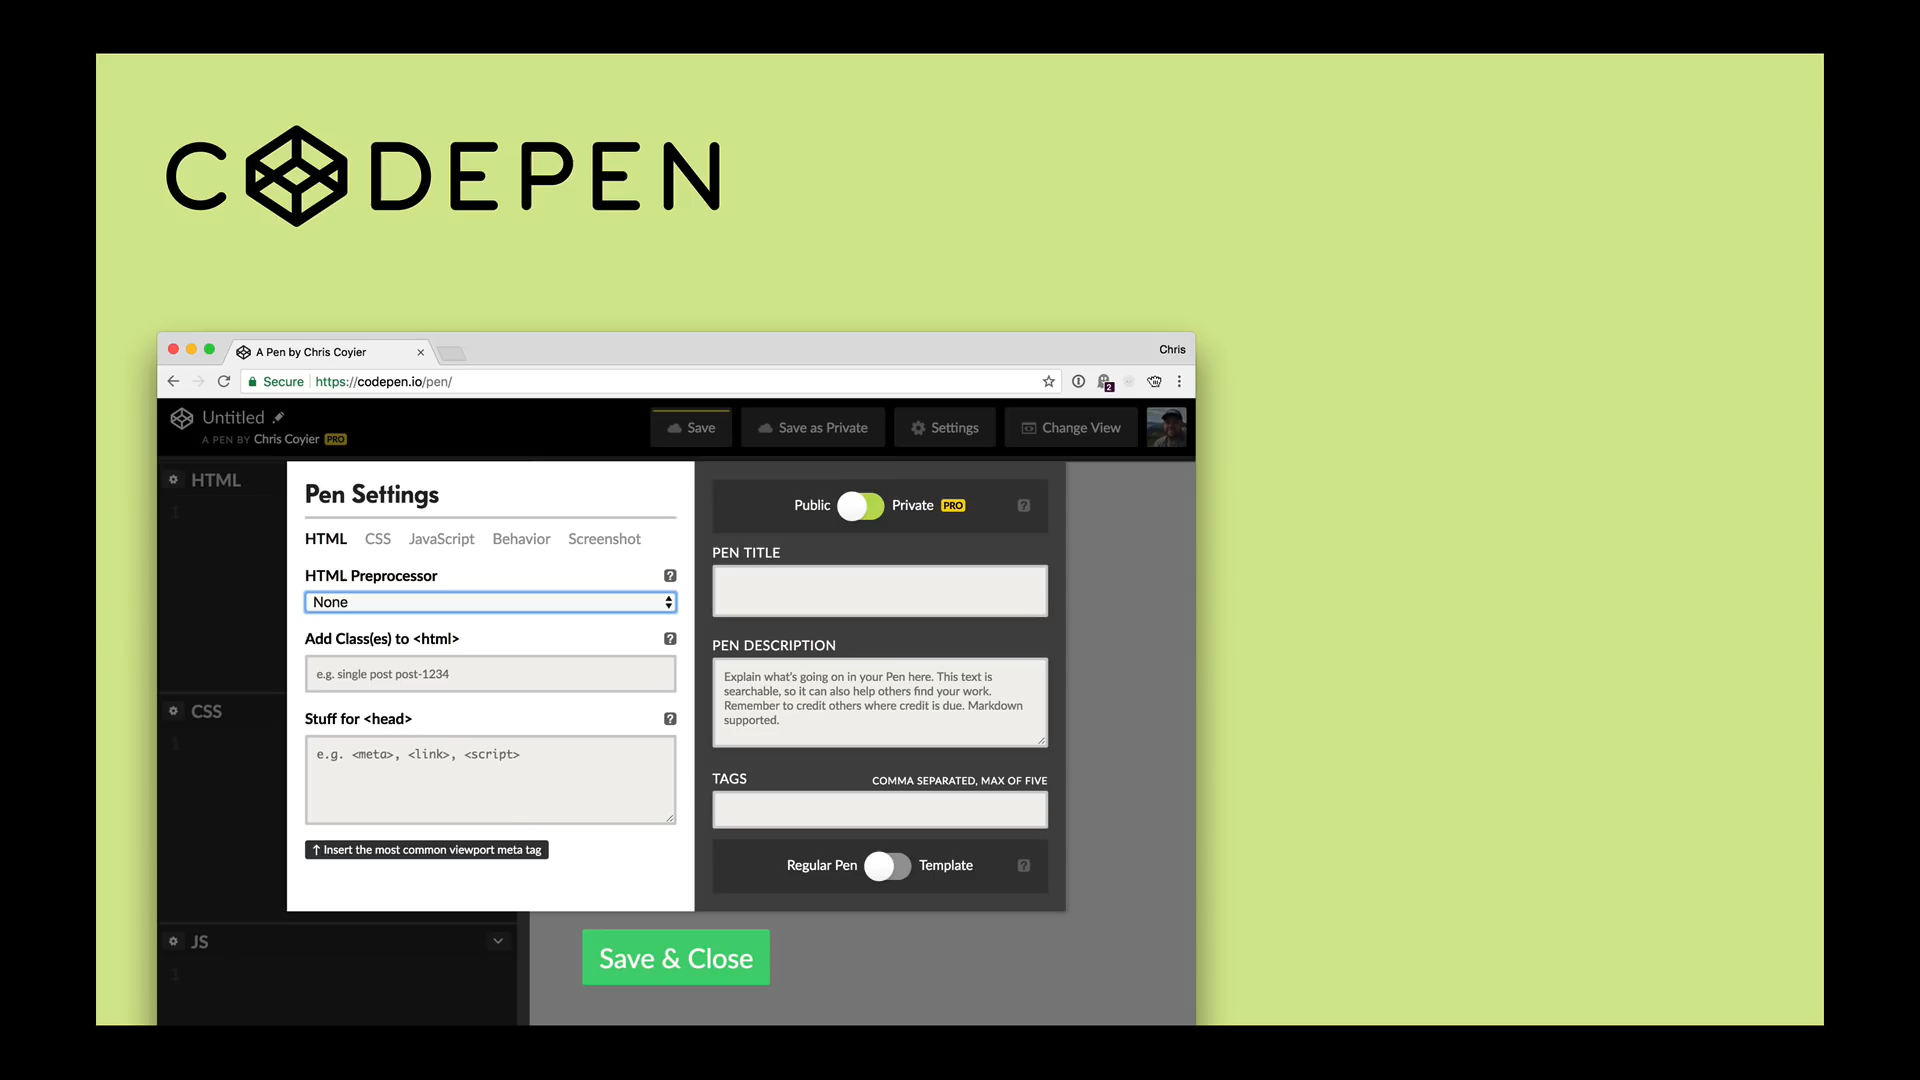 CODEPEN
A Pen by Chris Coyier
Chris
Secure https://codepen.io/pen/
2
Untitled
A PEN BY Chris Coyier PRO
Save
Save as Private
Settings
Change View
HTML
1
CSS
1
JS
1
Pen Settings
HTML CSS JavaScript Behavior Screenshot
HTML Preprocessor ?
None
Add Class(es) to <html> ?
e.g. single post post-1234
Stuff for <head> ?
e.g. <meta>, <link>, <script>
↑ Insert the most common viewport meta tag
Public Private PRO ?
PEN TITLE
PEN DESCRIPTION
Explain what's going on in your Pen here. This text is
searchable, so it can also help others find your work.
Remember to credit others where credit is due. Markdown
supported.
TAGS COMMA SEPARATED, MAX OF FIVE
Regular Pen Template ?
Save & Close